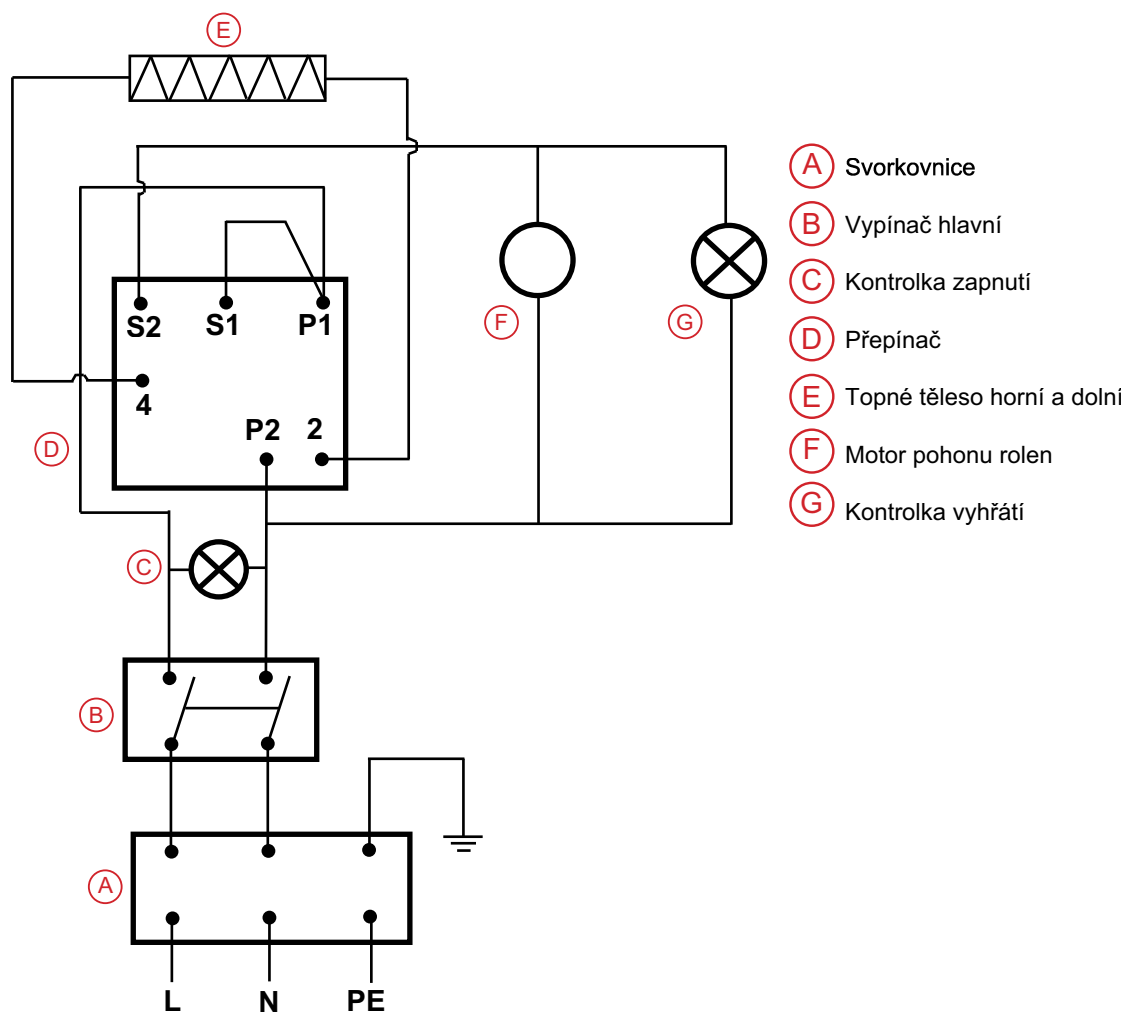 E
A Svorkovnice
B Vypínač hlavní
C Kontrolka zapnutí
D Přepínač
E Topné těleso horní a dolní
F Motor pohonu rolen
G Kontrolka vyhřátí
S2 S1 P1
F
G
4
P2 2
D
C
B
A
L N PE